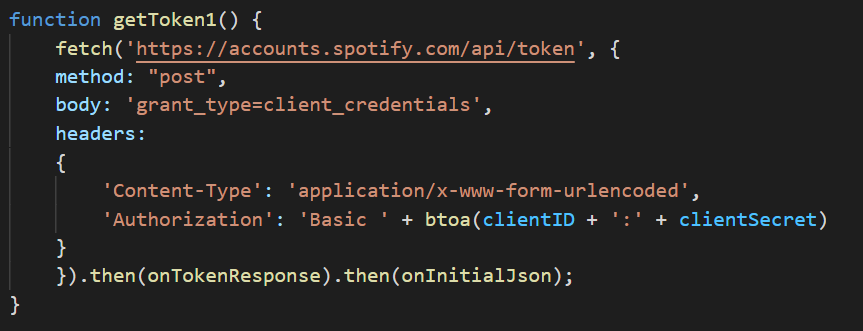 function getToken1() {
    fetch('https://accounts.spotify.com/api/token', {
    method: "post",
    body: 'grant_type=client_credentials',
    headers:
    {
        'Content-Type': 'application/x-www-form-urlencoded',
        'Authorization': 'Basic ' + btoa(clientID + ':' + clientSecret)
    }
    }).then(onTokenResponse).then(onInitialJson);
}